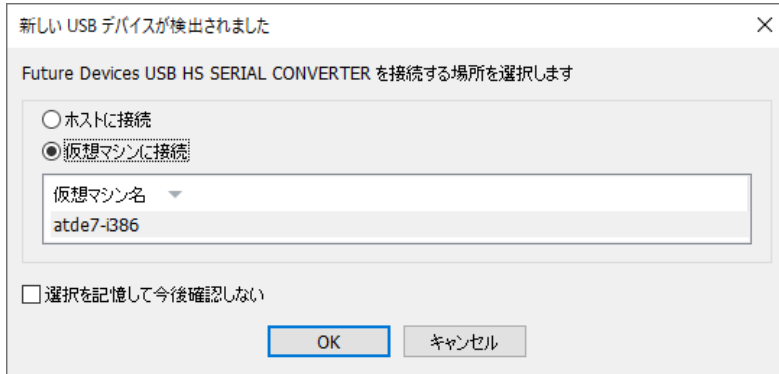 新しい USB デバイスが検出されました
Future Devices USB HS SERIAL CONVERTER を接続する場所を選択します
ホストに接続
仮想マシンに接続
仮想マシン名
atde7-i386
選択を記憶して今後確認しない
OK キャンセル